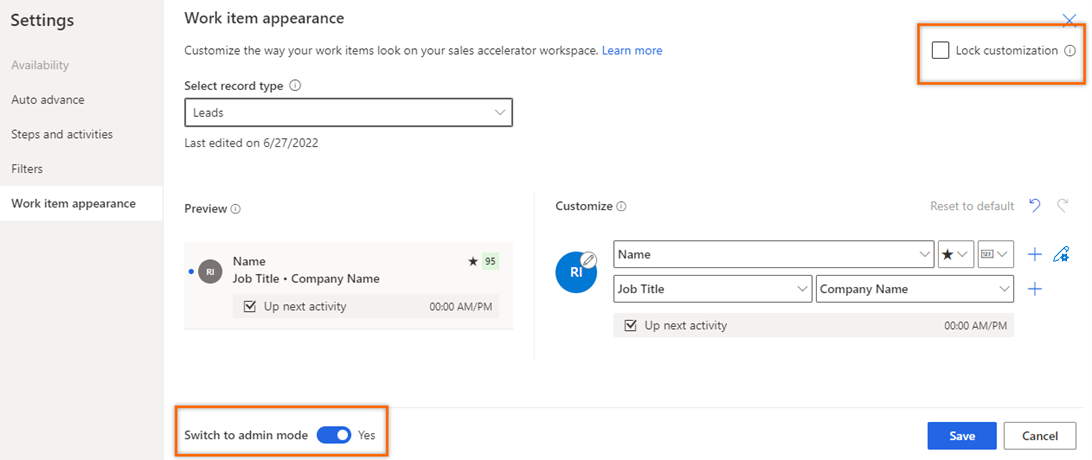 Settings
Availability
Auto advance
Steps and activities
Filters
Work item appearance
Work item appearance
Customize the way your work items look on your sales accelerator workspace. Learn more
Lock customization
Select record type
Leads
Last edited on 6/27/2022
Preview
RI
Name
95
Job Title • Company Name
Up next activity 00:00 AM/PM
Customize
Reset to default
RI
Name
Job Title
Company Name
Up next activity 00:00 AM/PM
Switch to admin mode
Yes
Save
Cancel